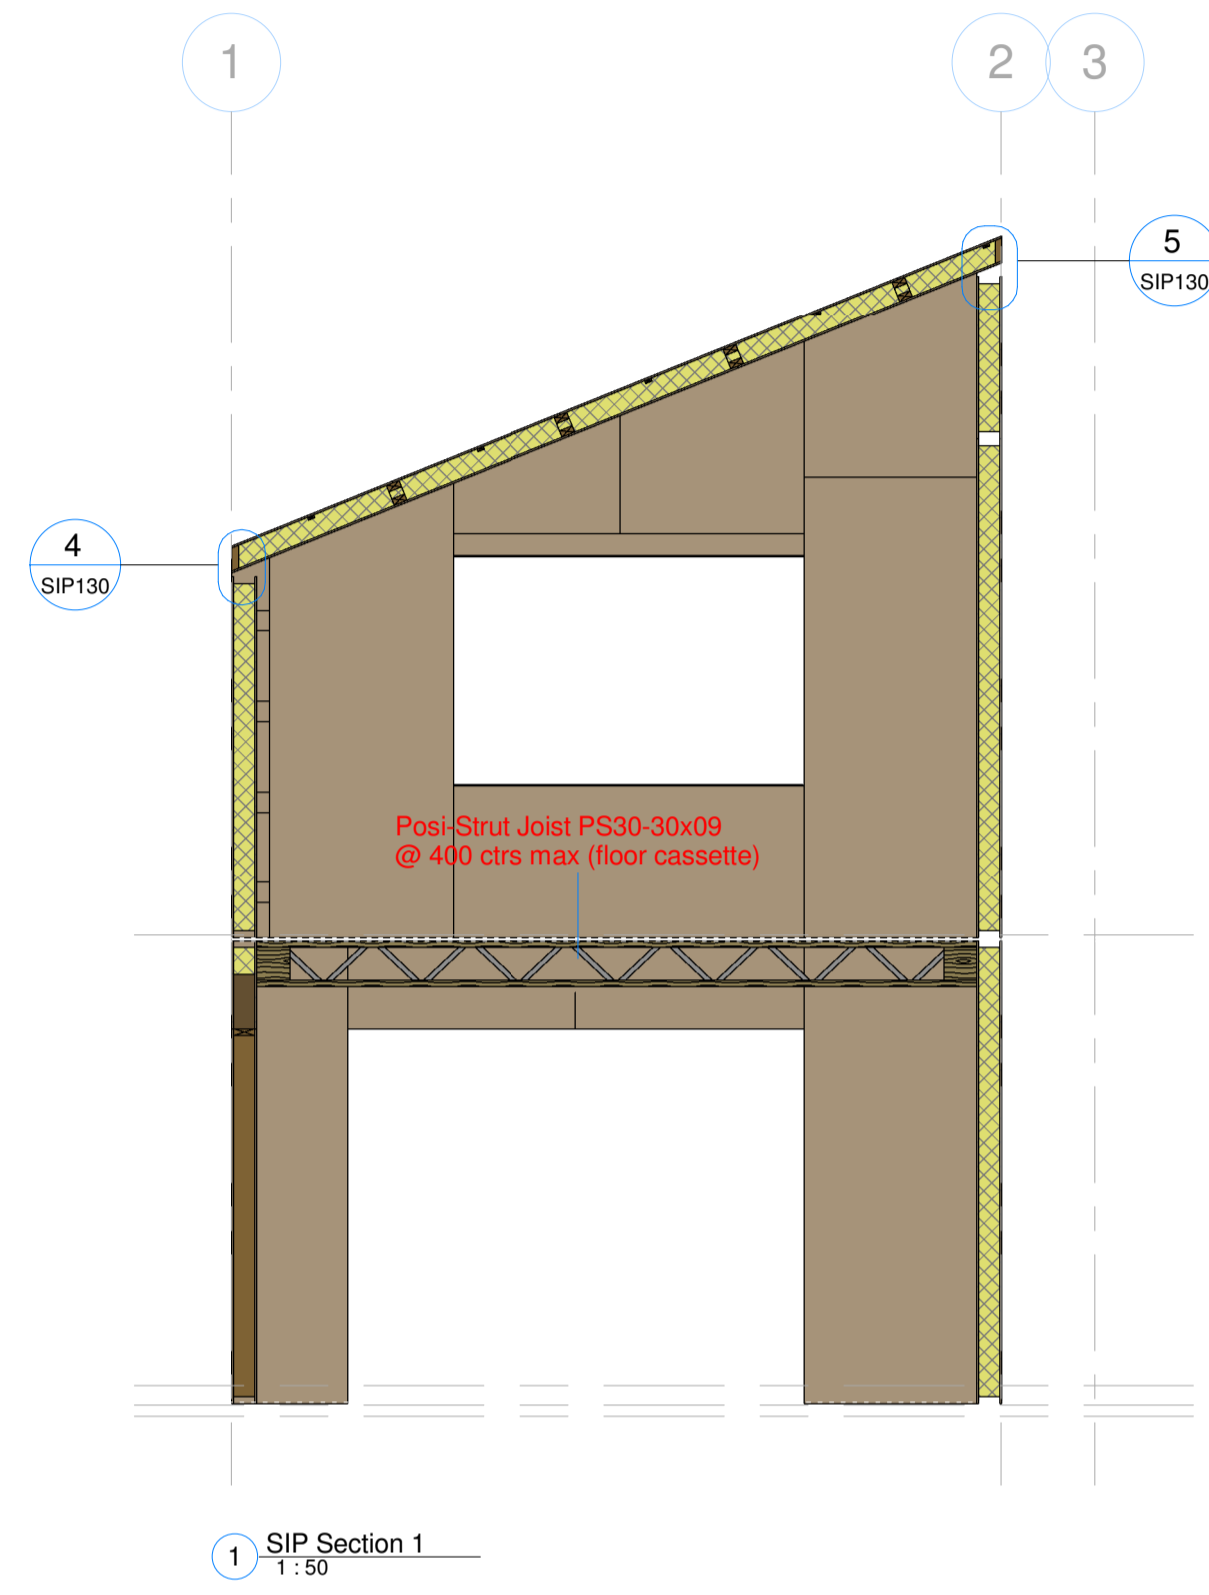 1
2
3
5
SIP130
4
SIP130
Posi-Strut Joist PS30-30x09
@ 400 ctrs max (floor cassette)
1
SIP Section 1
1 : 50